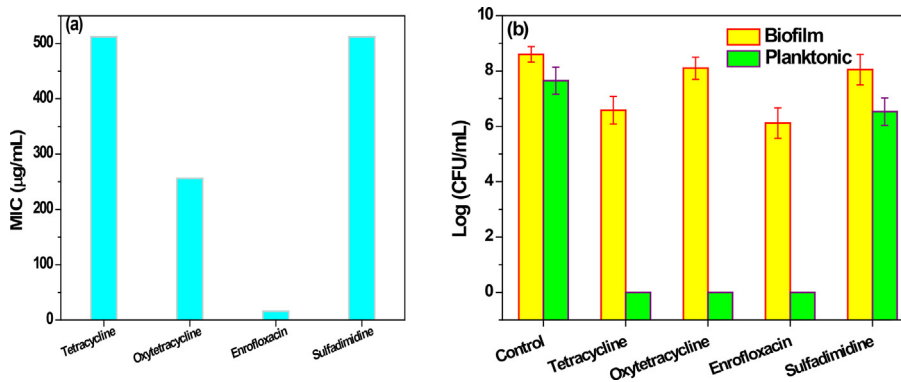 (a)
MIC (µg/mL)
500
400
300
200
100
0
Tetracycline
Oxytetracycline
Enrofloxacin
Sulfadimidine
(b)
Biofilm
Planktonic
Log (CFU/mL)
10
8
6
4
2
0
Control
Tetracycline
Oxytetracycline
Enrofloxacin
Sulfadimidine